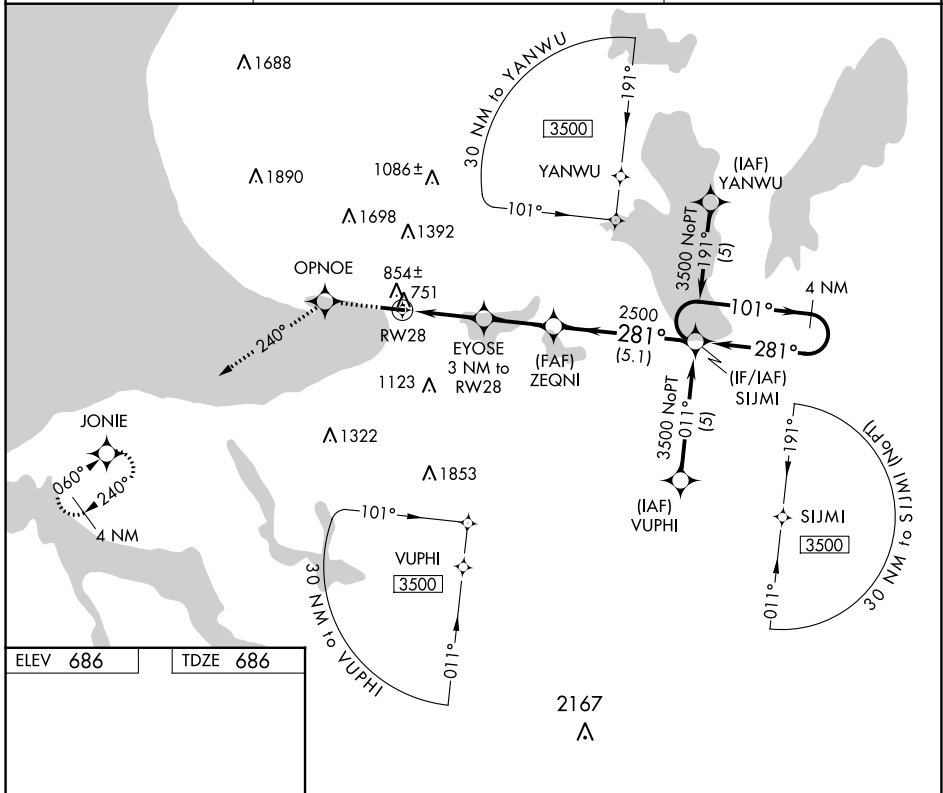 1688
30 NM to YANWU
191°
3500
1890
1086±
YANWU
(IAF)
YANWU
1698
1392
101°
3500 NoPT
191°
(5)
OPNOE
854±
751
2500
101°
4 NM
240°
RW28
281°
(5.1)
281°
EYOSE
3 NM to
RW28
(FAF)
ZEQNI
(IF/IAF)
SIJMI
1123
JONIE
3500 NoPT
011°
(5)
1322
191°
060°
240°
1853
(IAF)
VUPHI
30 NM to SIJMI (NoPT)
4 NM
101°
SIJMI
3500
VUPHI
3500
30 NM to VUPHI
011°
011°
ELEV 686
TDZE 686
2167